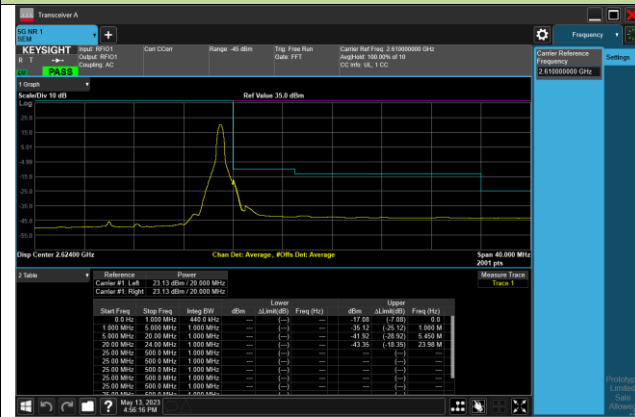 Transceiver A
5G NR 1
SEM
Frequency
KEYSIGHT
R T
PASS
Input: RFIO1
Output: RFIO1
Coupling: AC
Corr CCorr
Range: -45 dBm
Trig: Free Run
Gate: FFT
Carrier Ref Freq: 2.610000000 GHz
Avg|Hold: 100.00% of 10
CC Info: UL, 1 CC
Carrier Reference
Frequency
2.610000000 GHz
Settings
1 Graph
Scale/Div 10 dB
Ref Value 35.0 dBm
Log
25.0
15.0
5.01
-4.99
-15.0
-25.0
-35.0
-45.0
-55.0
Disp Center 2.62400 GHz
Chan Det: Average, #Offs Det: Average
Span 40.000 MHz
2001 pts
2 Table
Reference Power
Carrier #1: Left 23.13 dBm / 20.000 MHz
Carrier #1: Right 23.13 dBm / 20.000 MHz
Measure Trace
Trace 1
Lower Upper
Start Freq Stop Freq Integ BW dBm ΔLimit(dB) Freq (Hz) dBm ΔLimit(dB) Freq (Hz)
0.0 Hz 1.000 MHz 440.0 kHz --- (---) --- -17.08 (-7.08) 0.0
1.000 MHz 5.000 MHz 1.000 MHz --- (---) --- -35.12 (-25.12) 1.000 M
5.000 MHz 20.00 MHz 1.000 MHz --- (---) --- -41.92 (-28.92) 5.450 M
20.00 MHz 24.00 MHz 1.000 MHz --- (---) --- -43.35 (-18.35) 23.98 M
25.00 MHz 500.0 MHz 1.000 MHz --- (---) --- --- (---) ---
25.00 MHz 500.0 MHz 1.000 MHz --- (---) --- --- (---) ---
25.00 MHz 500.0 MHz 1.000 MHz --- (---) --- --- (---) ---
25.00 MHz 500.0 MHz 1.000 MHz --- (---) --- --- (---) ---
25.00 MHz 500.0 MHz 1.000 MHz --- (---) --- --- (---) ---
May 13, 2023
4:56:16 PM
Prototype
Limited
Sale
Allowed